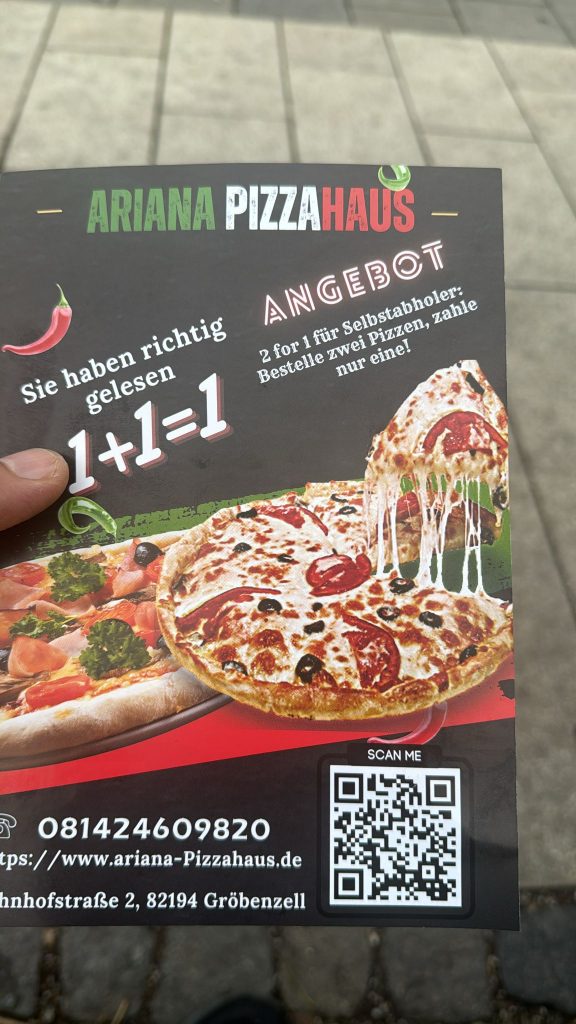 ARIANA PIZZAHAUS
ANGEBOT
2 for 1 für Selbstabholer:
Bestelle zwei Pizzen, zahle
nur eine!
Sie haben richtig
gelesen
1+1=1
SCAN ME
081424609820
tps://www.ariana-Pizzahaus.de
hnhofstraße 2, 82194 Gröbenzell